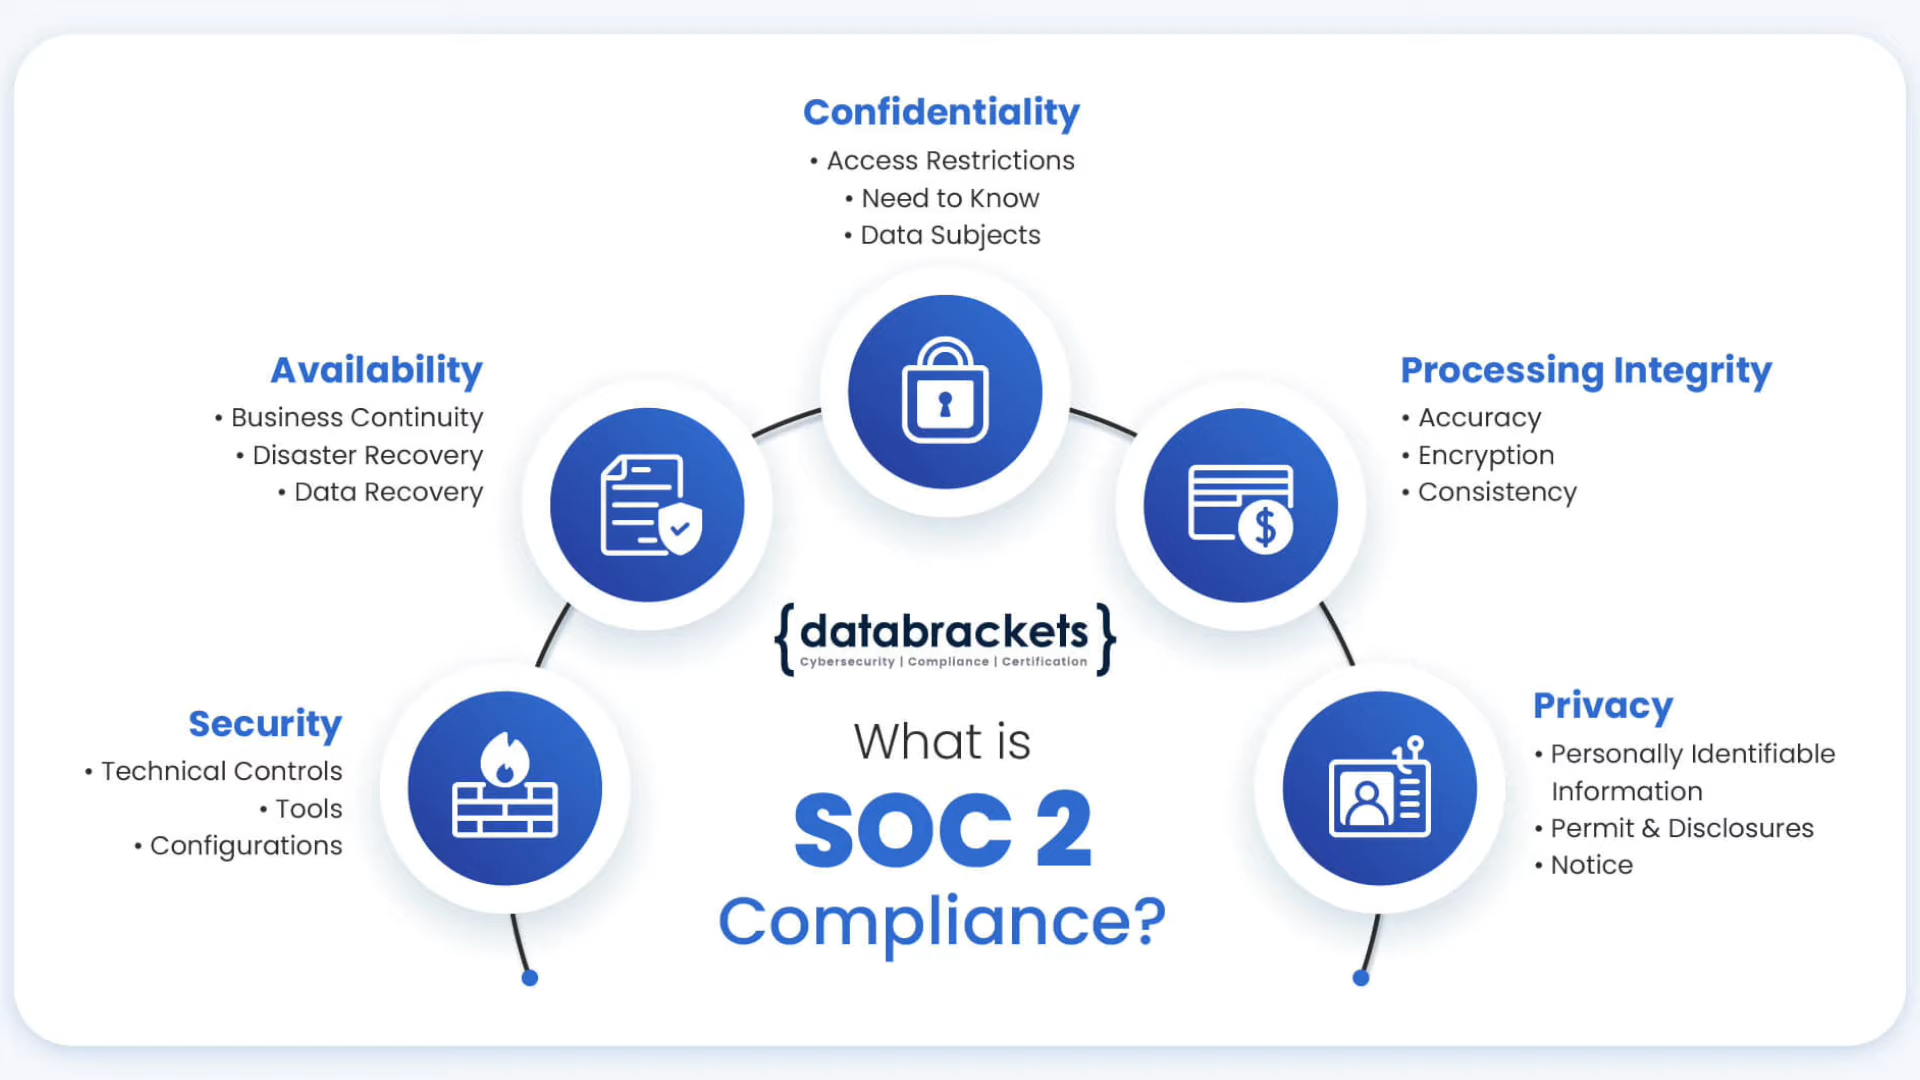 Confidentiality
• Access Restrictions
• Need to Know
• Data Subjects
Availability
• Business Continuity
• Disaster Recovery
• Data Recovery
Processing Integrity
• Accuracy
• Encryption
• Consistency
$
{databrackets}
Cybersecurity | Compliance | Certification
Security
• Technical Controls
• Tools
• Configurations
What is
SOC 2
Compliance?
Privacy
• Personally Identifiable
Information
• Permit & Disclosures
• Notice